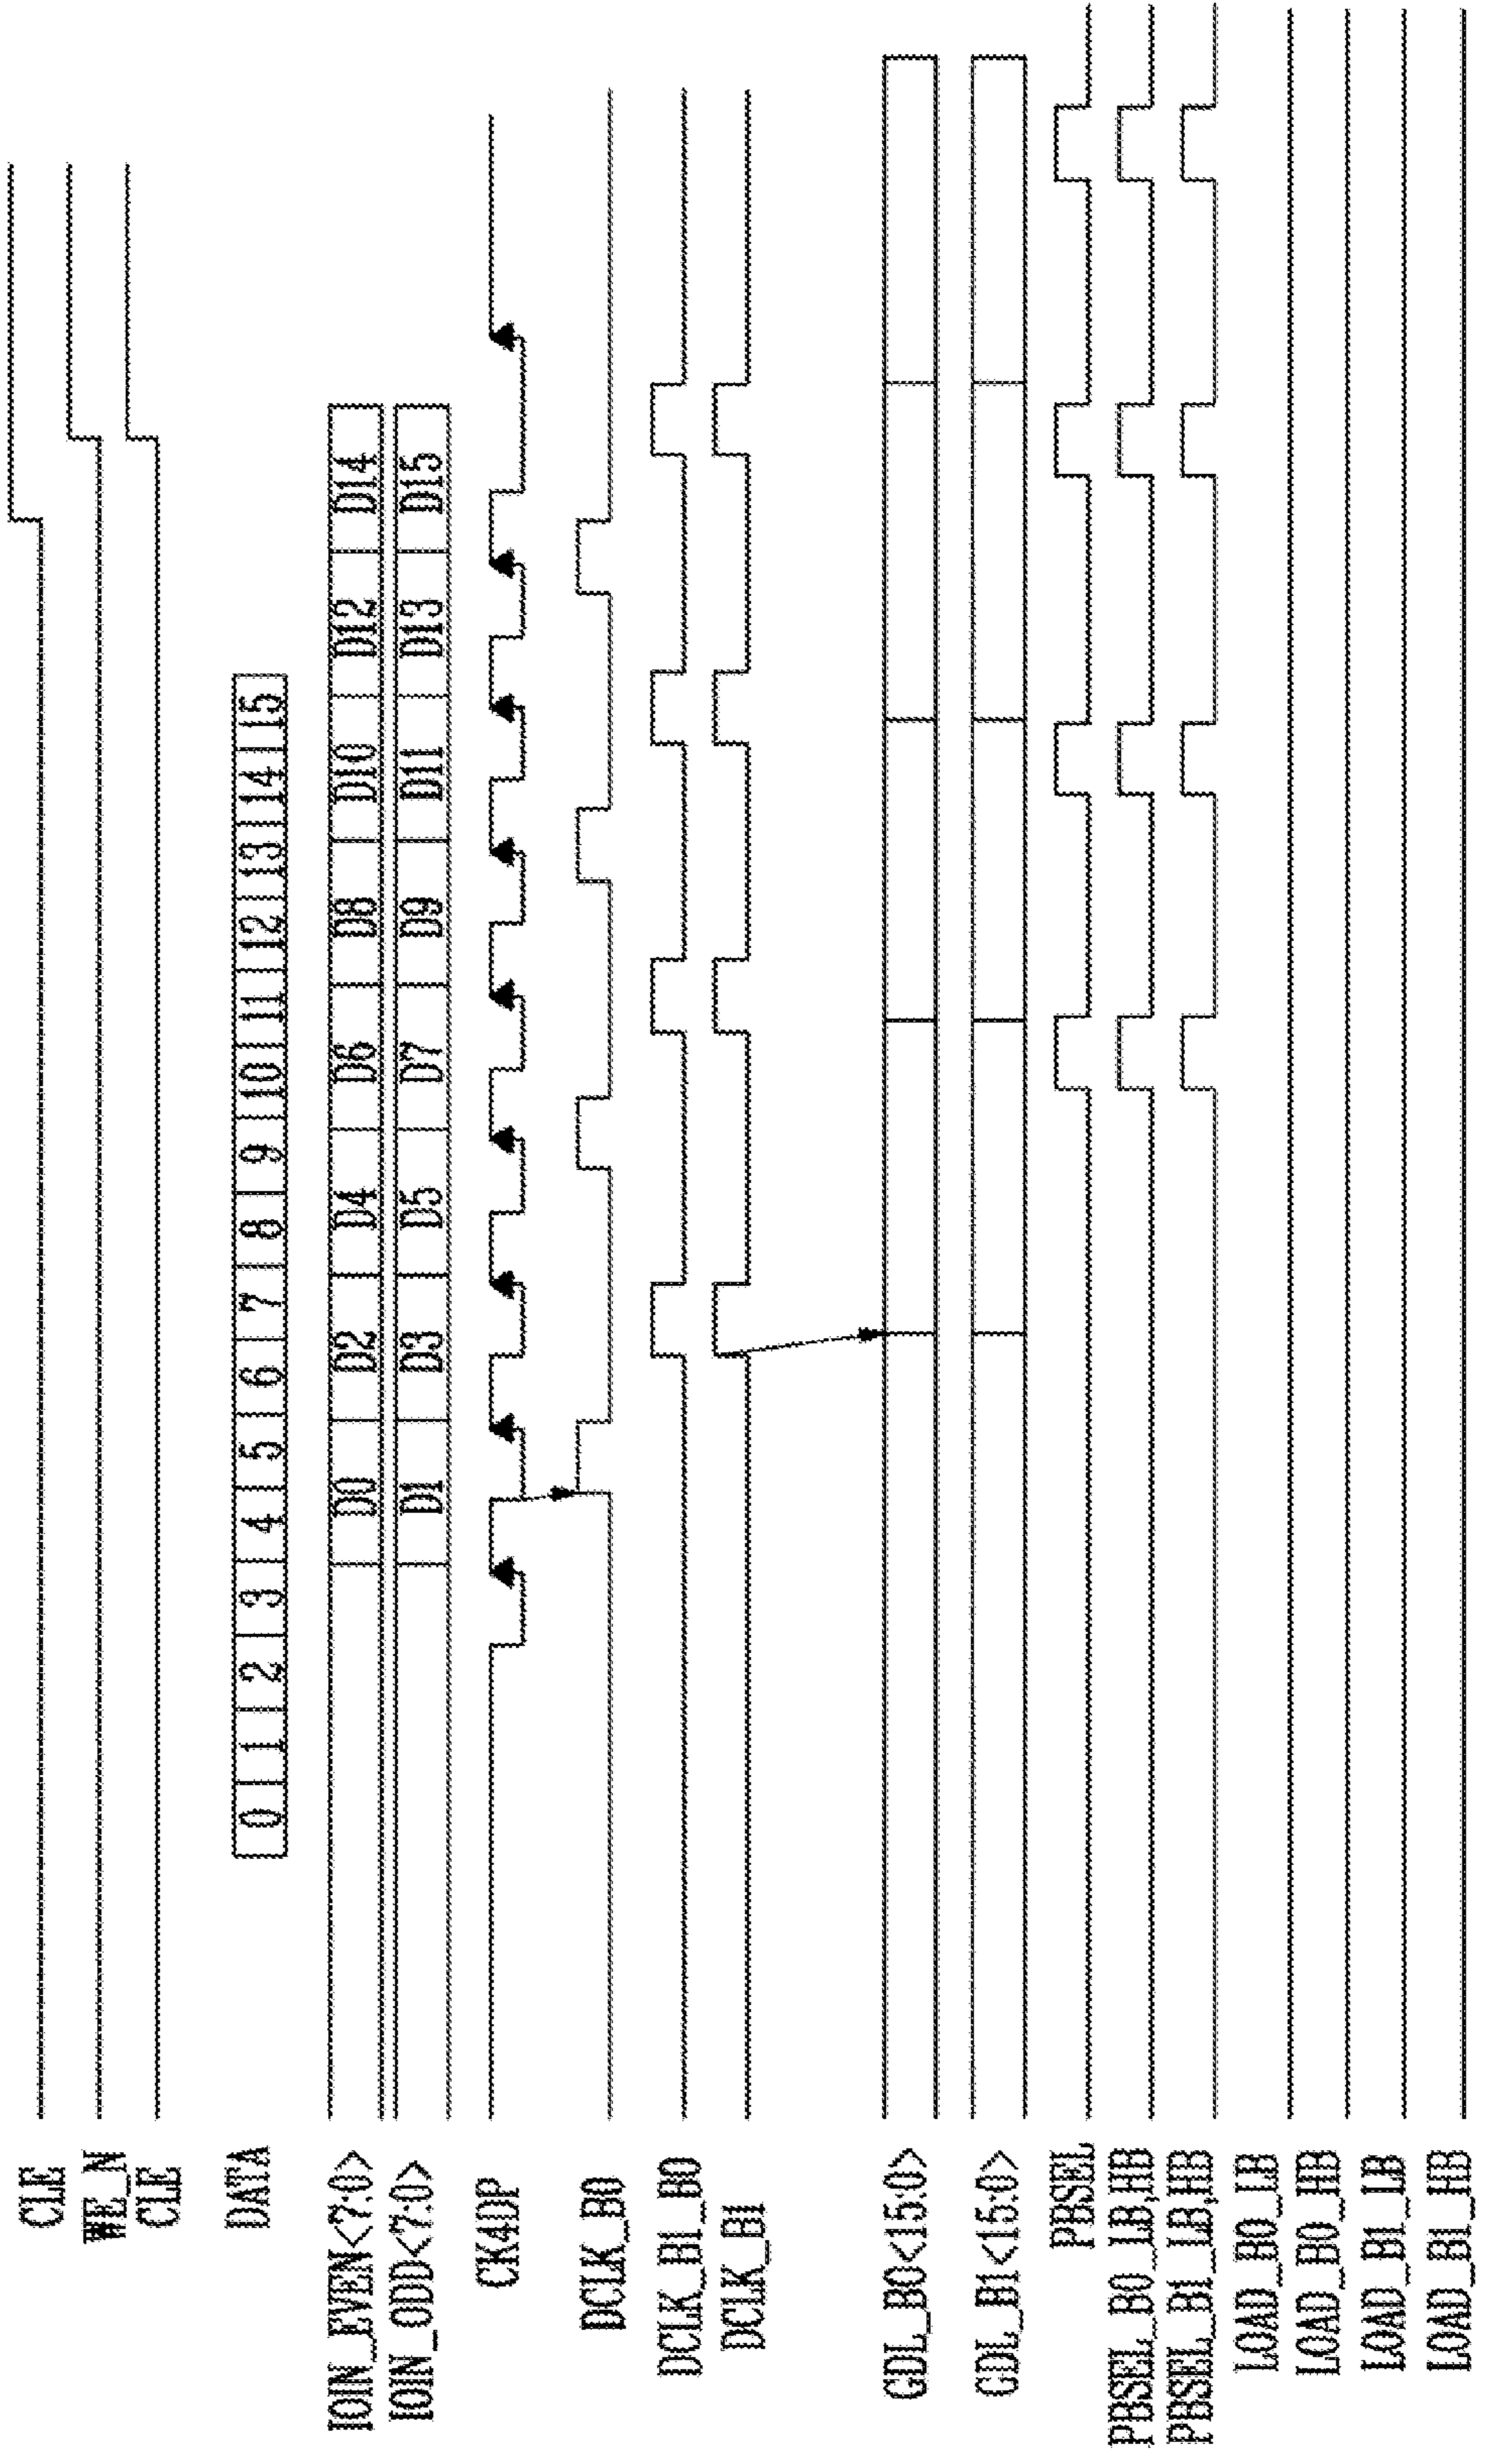 CLE
WE_N
CLE
DATA 0 1 2 3 4 5 6 7 8 9 10 11 12 13 14 15
IOIN_EVEN<7:0> D0 D2 D4 D6 D8 D10 D12 D14
IOIN_ODD<7:0> D1 D3 D5 D7 D9 D11 D13 D15
CK4DP
DCLK_B0
DCLK_B1_B0
DCLK_B1
GDL_B0<15:0>
GDL_B1<15:0>
PBSEL
PBSEL_B0_LB,HB
PBSEL_B1_LB,HB
LOAD_B0_LB
LOAD_B0_HB
LOAD_B1_LB
LOAD_B1_HB